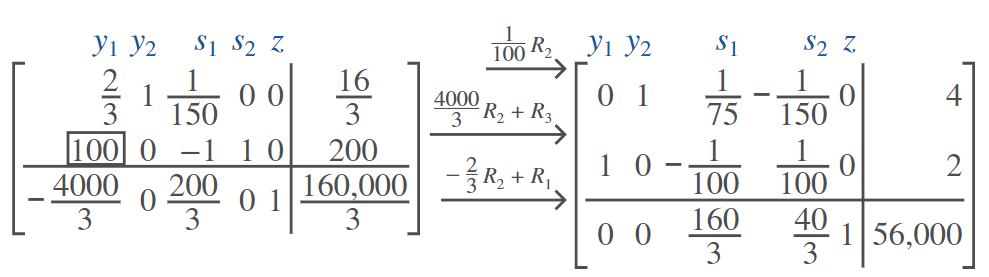 y₁ y₂ s₁ s₂ z
2/3 1 1/150 0 0 | 16/3
100 0 −1 1 0 | 200
− 4000/3 0 200/3 0 1 | 160,000/3
1/100 R₂
4000/3 R₂ + R₃
− 2/3 R₂ + R₁
y₁ y₂ s₁ s₂ z
0 1 1/75 − 1/150 0 | 4
1 0 − 1/100 1/100 0 | 2
0 0 160/3 40/3 1 | 56,000